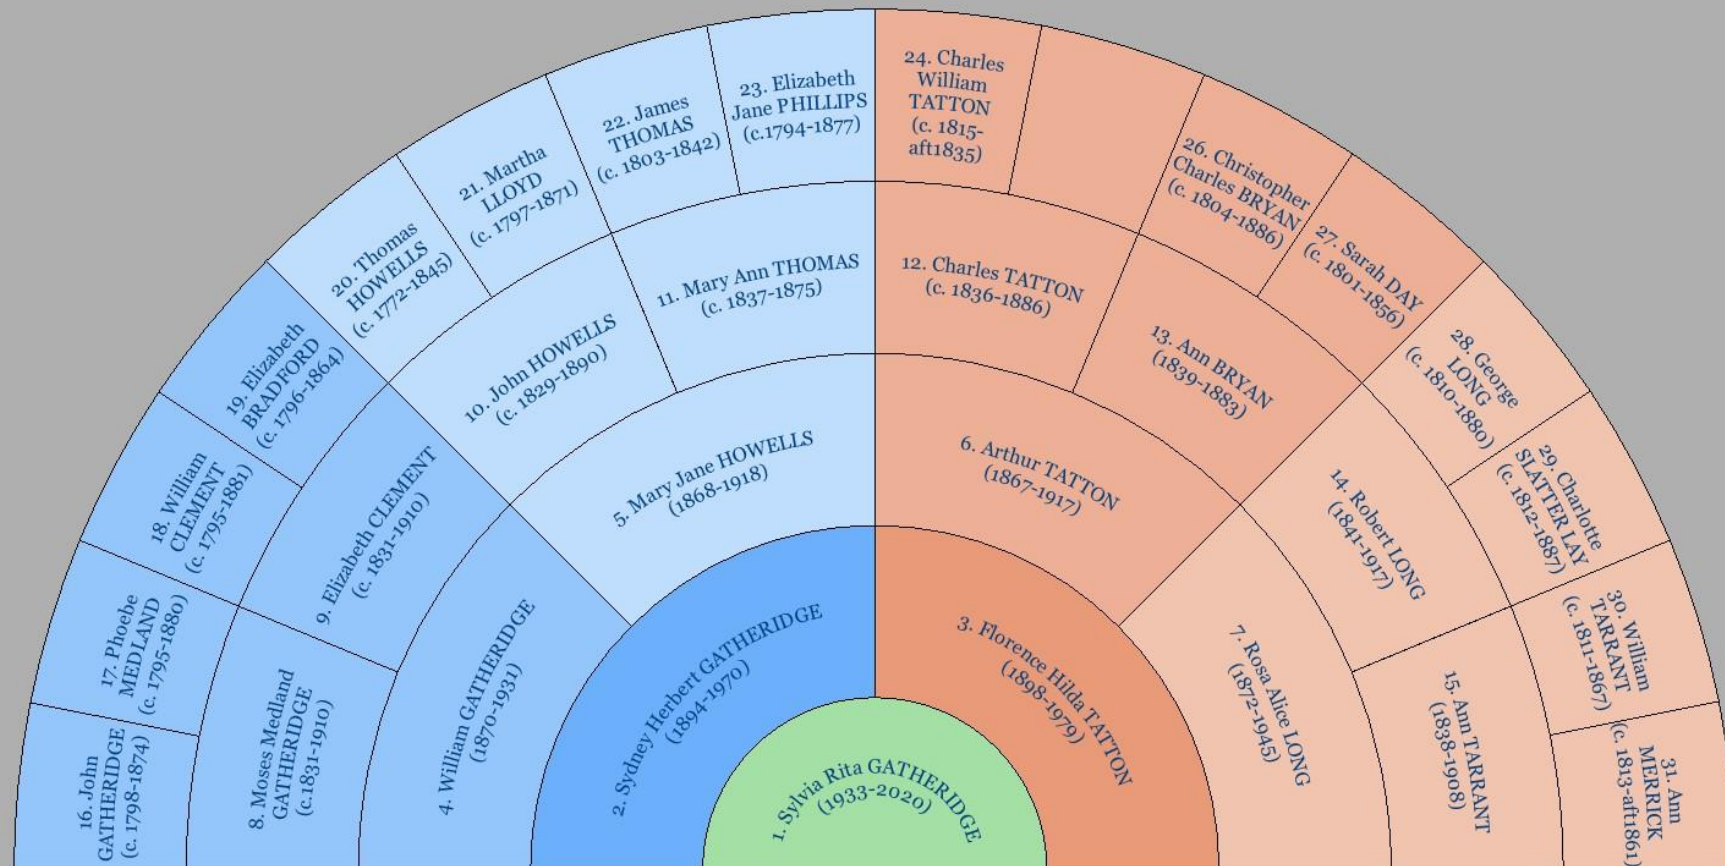 1. Sylvia Rita GATHERIDGE
(1933-2020)
2. Sydney Herbert GATHERIDGE
(1894-1970)
3. Florence Hilda TATTON
(1898-1979)
4. William GATHERIDGE
(1870-1931)
5. Mary Jane HOWELLS
(1868-1918)
6. Arthur TATTON
(1867-1917)
7. Rosa Alice LONG
(1872-1945)
8. Moses Medland
GATHERIDGE
(c.1831-1910)
9. Elizabeth CLEMENT
(c. 1831-1910)
10. John HOWELLS
(c. 1829-1890)
11. Mary Ann THOMAS
(c. 1837-1875)
12. Charles TATTON
(c. 1836-1886)
13. Ann BRYAN
(1839-1883)
14. Robert LONG
(1841-1917)
15. Ann TARRANT
(1838-1908)
16. John
GATHERIDGE
(c. 1798-1874)
17. Phoebe
MEDLAND
(c. 1795-1880)
18. William
CLEMENT
(c. 1795-1881)
19. Elizabeth
BRADFORD
(c. 1796-1864)
20. Thomas
HOWELLS
(c. 1772-1845)
21. Martha
LLOYD
(c. 1797-1871)
22. James
THOMAS
(c. 1803-1842)
23. Elizabeth
Jane PHILLIPS
(c.1794-1877)
24. Charles
William
TATTON
(c. 1815-
aft1835)
26. Christopher
Charles BRYAN
(c. 1804-1886)
27. Sarah DAY
(c. 1801-1856)
28. George
LONG
(c. 1810-1880)
29. Charlotte
SLATTER LAY
(c. 1812-1887)
30. William
TARRANT
(c. 1811-1867)
31. Ann
MERRICK
(c. 1813-aft1861)